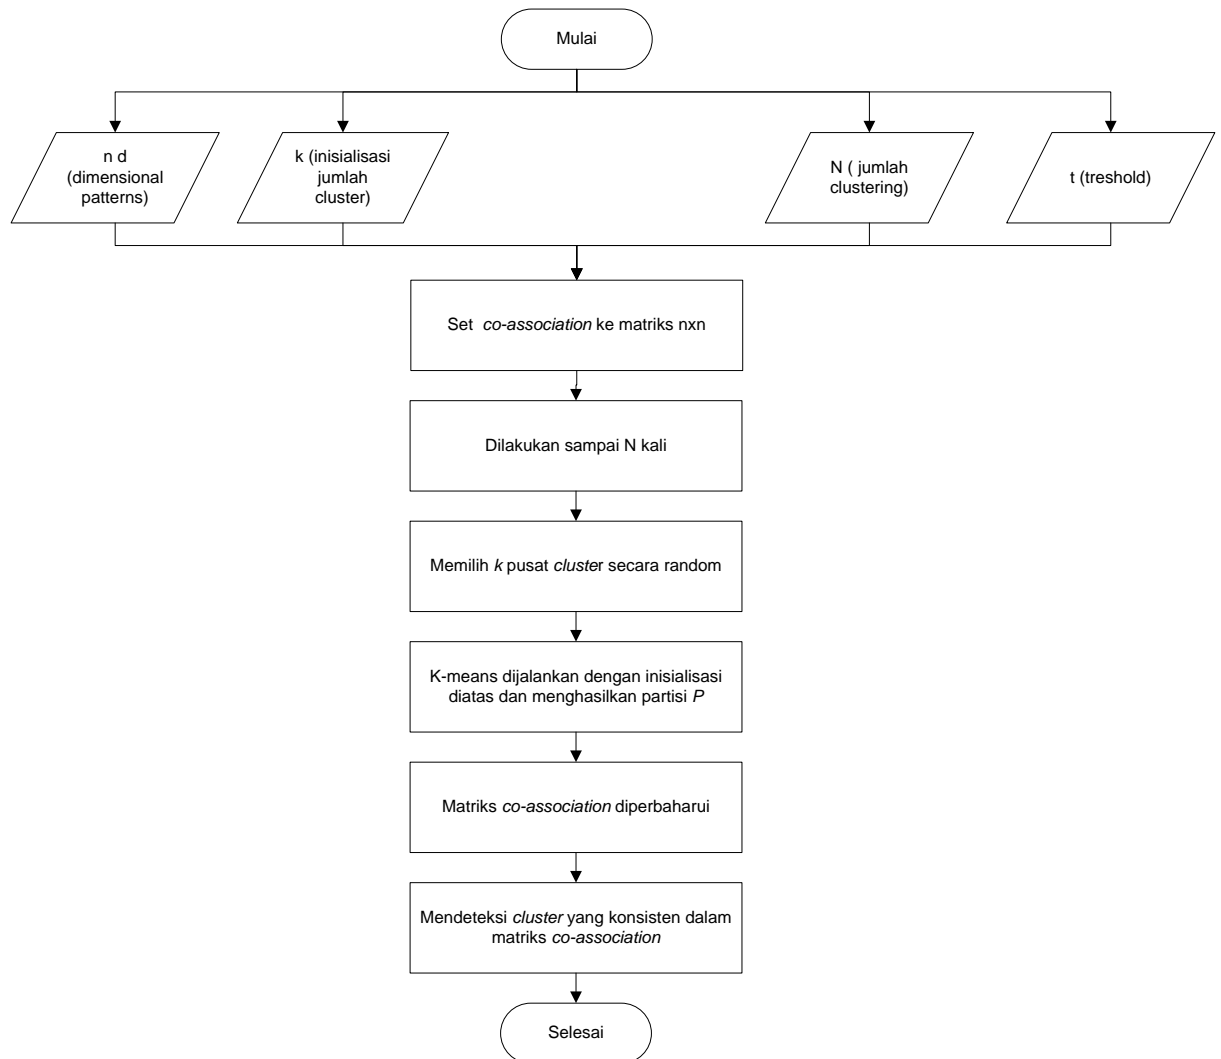 Mulai
n d
(dimensional
patterns)
k (inisialisasi
jumlah
cluster)
N ( jumlah
clustering)
t (treshold)
Set co-association ke matriks nxn
Dilakukan sampai N kali
Memilih k pusat cluster secara random
K-means dijalankan dengan inisialisasi
diatas dan menghasilkan partisi P
Matriks co-association diperbaharui
Mendeteksi cluster yang konsisten dalam
matriks co-association
Selesai